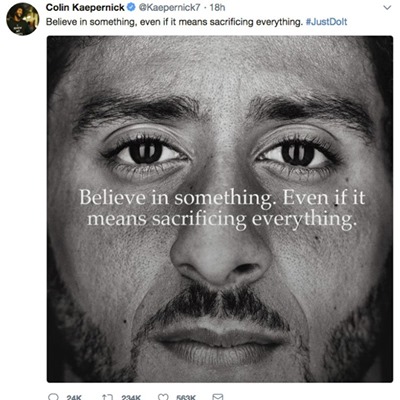 Colin Kaepernick @Kaepernick7 · 18h
Believe in something, even if it means sacrificing everything. #JustDoIt
Believe in something. Even if it
means sacrificing everything.
24K 234K 563K